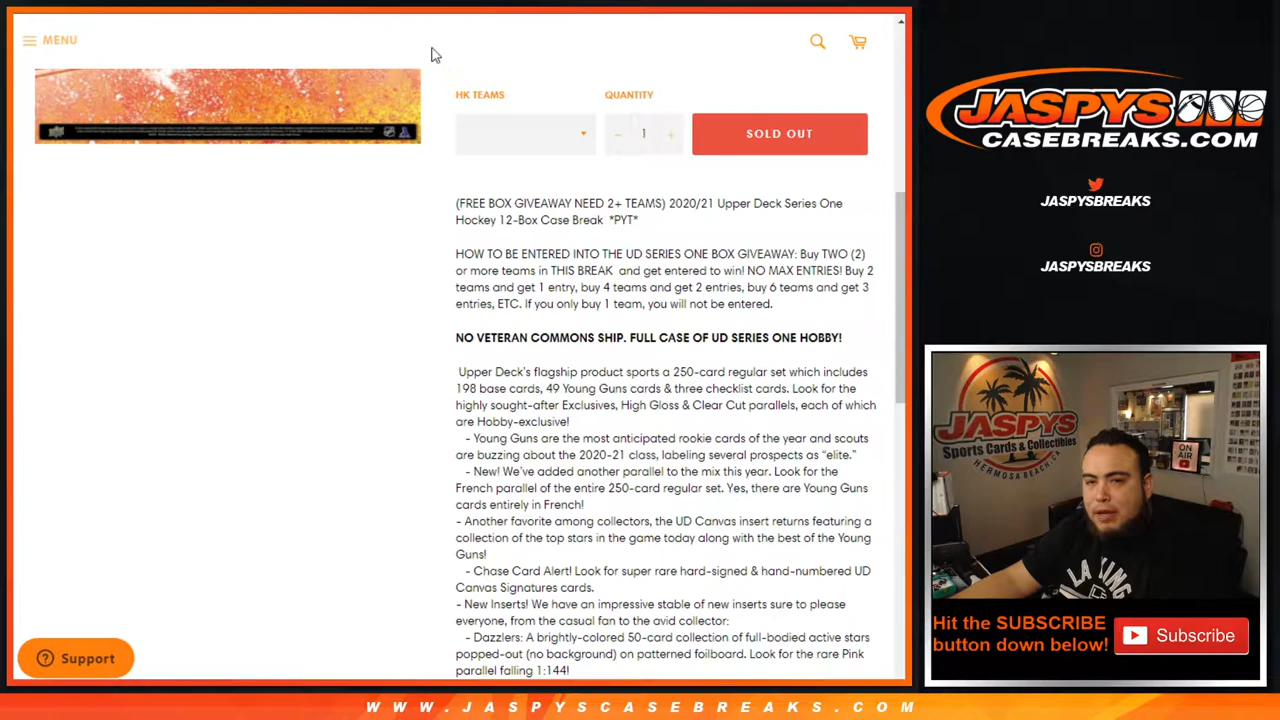 MENU
HK TEAMS
QUANTITY
1
SOLD OUT
(FREE BOX GIVEAWAY NEED 2+ TEAMS) 2020/21 Upper Deck Series One
Hockey 12-Box Case Break *PYT*
HOW TO BE ENTERED INTO THE UD SERIES ONE BOX GIVEAWAY: Buy TWO (2)
or more teams in THIS BREAK and get entered to win! NO MAX ENTRIES! Buy 2
teams and get 1 entry, buy 4 teams and get 2 entries, buy 6 teams and get 3
entries, ETC. If you only buy 1 team, you will not be entered.
NO VETERAN COMMONS SHIP. FULL CASE OF UD SERIES ONE HOBBY!
Upper Deck's flagship product sports a 250-card regular set which includes
198 base cards, 49 Young Guns cards & three checklist cards. Look for the
highly sought-after Exclusives, High Gloss & Clear Cut parallels, each of which
are Hobby-exclusive!
- Young Guns are the most anticipated rookie cards of the year and scouts
are buzzing about the 2020-21 class, labeling several prospects as “elite.”
- New! We've added another parallel to the mix this year. Look for the
French parallel of the entire 250-card regular set. Yes, there are Young Guns
cards entirely in French!
- Another favorite among collectors, the UD Canvas insert returns featuring a
collection of the top stars in the game today along with the best of the Young
Guns!
- Chase Card Alert! Look for super rare hard-signed & hand-numbered UD
Canvas Signatures cards.
- New Inserts! We have an impressive stable of new inserts sure to please
everyone, from the casual fan to the avid collector:
- Dazzlers: A brightly-colored 50-card collection of full-bodied active stars
popped-out (no background) on patterned foilboard. Look for the rare Pink
parallel falling 1:144!
Support
JASPYS
CASEBREAKS.COM
JASPYSBREAKS
JASPYSBREAKS
JASPYS
Sports Cards & Collectibles
HERMOSA BEACH, CA.
ON
AIR
LA
KINGS
Hit the SUBSCRIBE
button down below!
Subscribe
WWW.JASPYSCASEBREAKS.COM